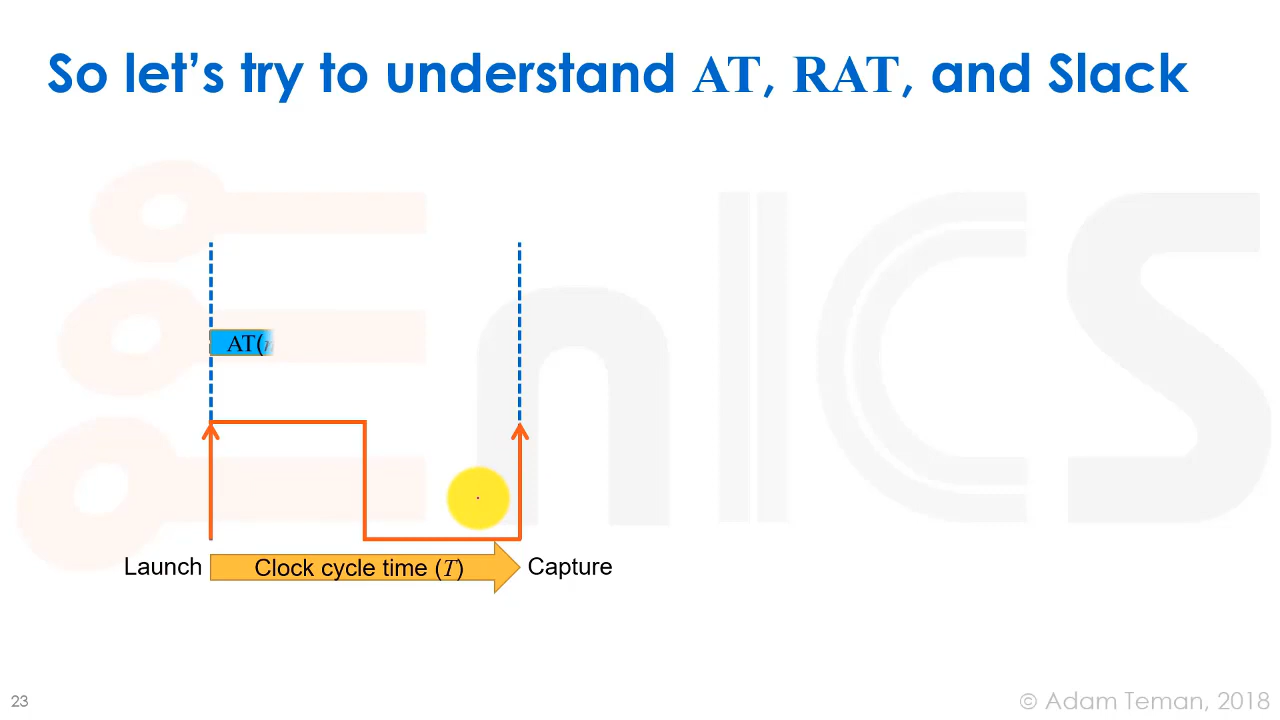 So let's try to understand AT, RAT, and Slack
AT(n
Launch
Clock cycle time (T)
Capture
23
© Adam Teman, 2018
EnICS